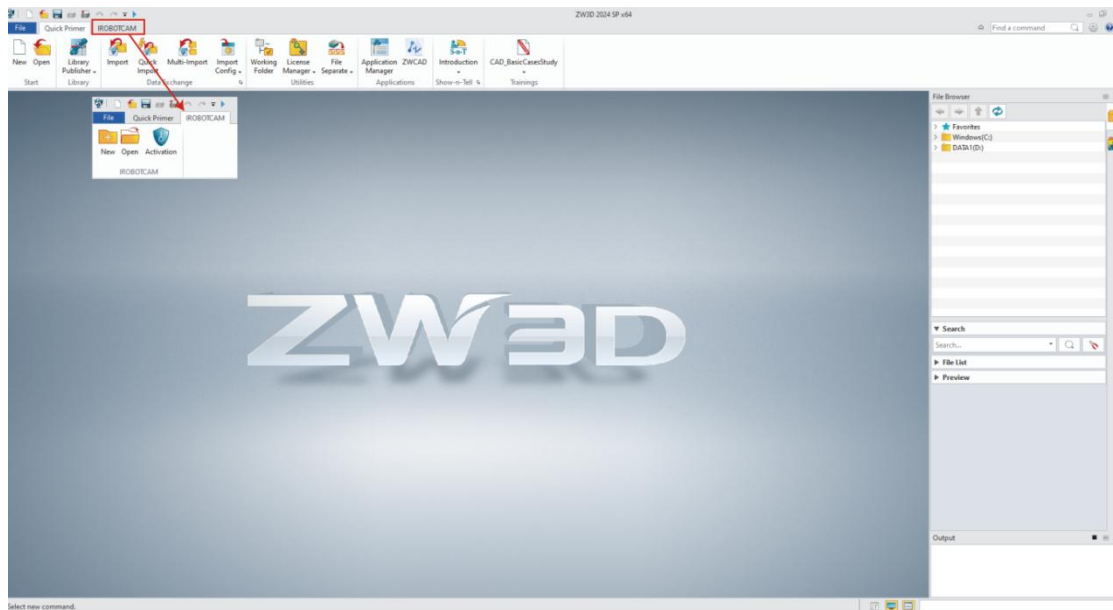 ZW3D 2024 SP x64
File Quick Primer IROBOTCAM
Find a command
New Open Library Publisher Import Quick Import Multi-Import Import Config Working Folder License Manager File Separate Application Manager ZWCAD Introduction CAD_BasicCasesStudy
Start Library Data Exchange Utilities Applications Show-n-Tell Trainings
File Quick Primer IROBOTCAM
New Open Activation
IROBOTCAM
ZW3D
File Browser
Favorites
Windows(C:)
DATA1(D:)
Search
Search...
File List
Preview
Output
Select new command.